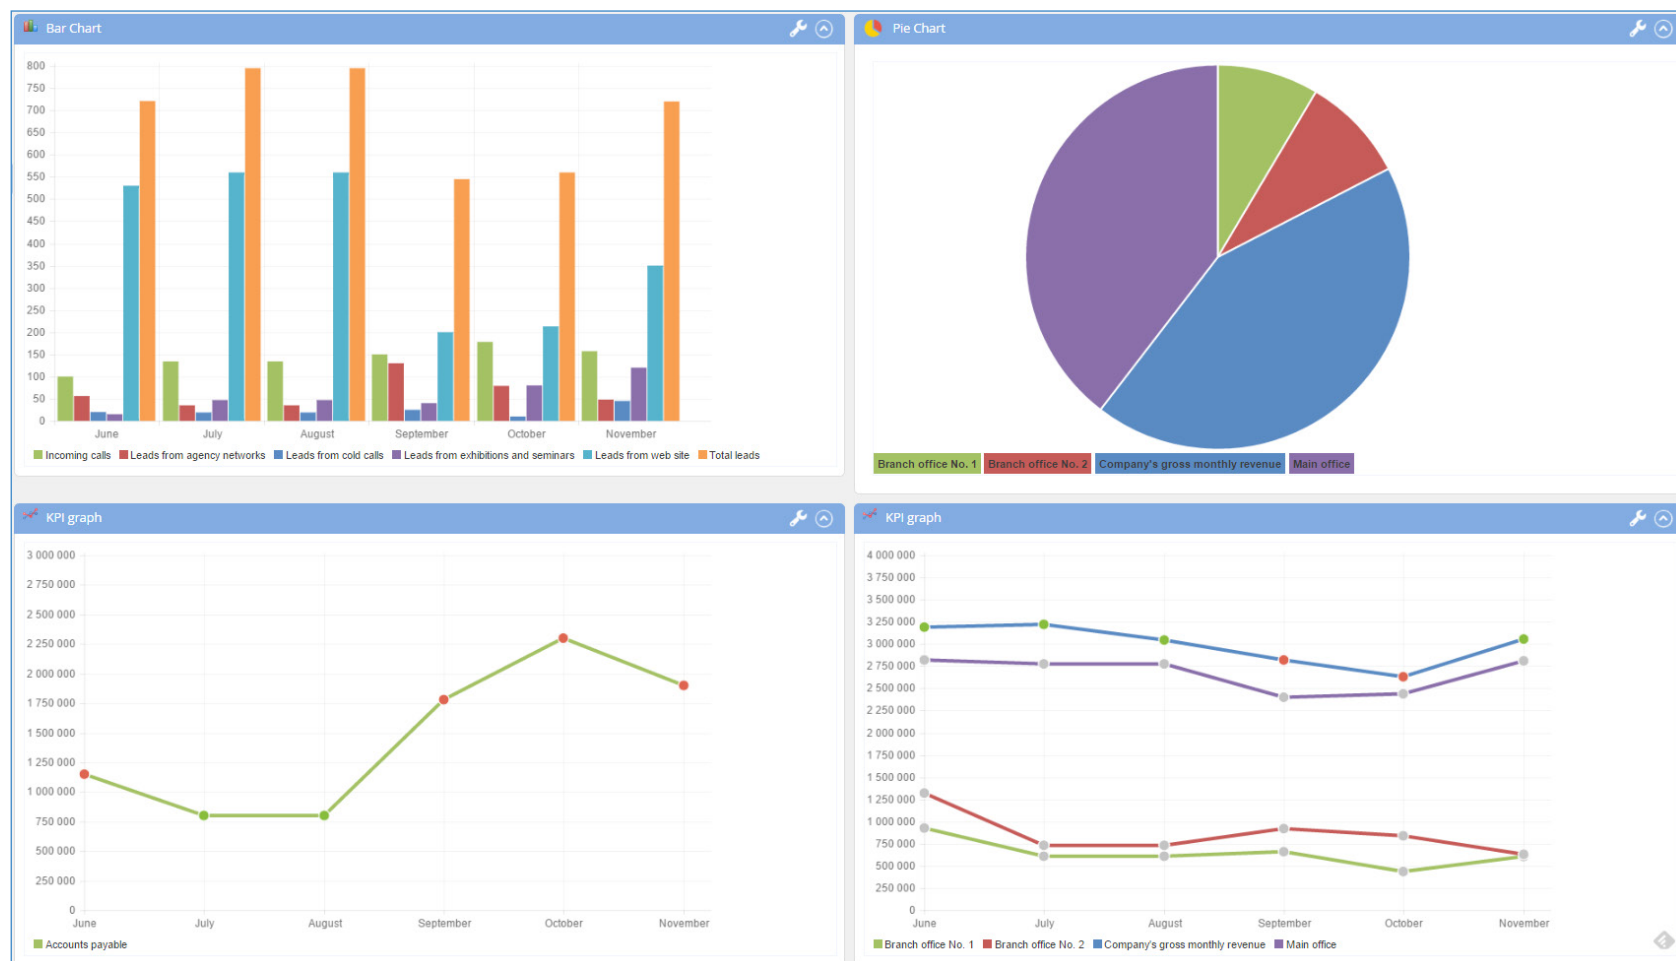 Bar Chart
800
750
700
650
600
550
500
450
400
350
300
250
200
150
100
50
0
June July August September October November
Incoming calls Leads from agency networks Leads from cold calls Leads from exhibitions and seminars Leads from web site Total leads
Pie Chart
Branch office No. 1 Branch office No. 2 Company's gross monthly revenue Main office
KPI graph
3 000 000
2 750 000
2 500 000
2 250 000
2 000 000
1 750 000
1 500 000
1 250 000
1 000 000
750 000
500 000
250 000
0
June July August September October November
Accounts payable
KPI graph
4 000 000
3 750 000
3 500 000
3 250 000
3 000 000
2 750 000
2 500 000
2 250 000
2 000 000
1 750 000
1 500 000
1 250 000
1 000 000
750 000
500 000
250 000
0
June July August September October November
Branch office No. 1 Branch office No. 2 Company's gross monthly revenue Main office